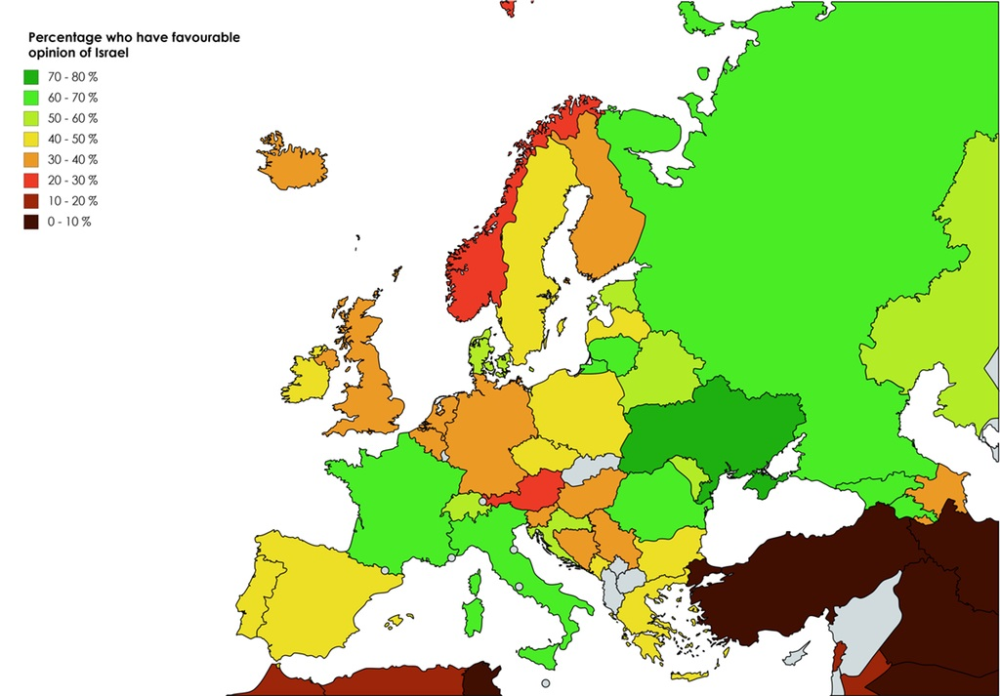 Percentage who have favourable
opinion of Israel
70 - 80 %
60 - 70 %
50 - 60 %
40 - 50 %
30 - 40 %
20 - 30 %
10 - 20 %
0 - 10 %